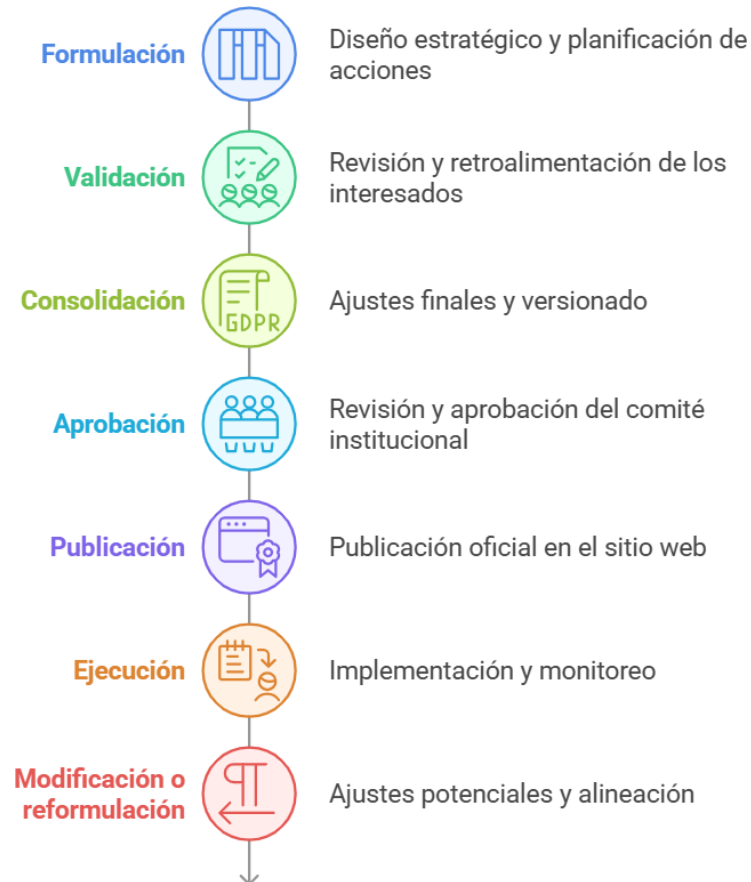 Formulación
Diseño estratégico y planificación de
acciones
Validación
Revisión y retroalimentación de los
interesados
Consolidación
GDPR
Ajustes finales y versionado
Aprobación
Revisión y aprobación del comité
institucional
Publicación
Publicación oficial en el sitio web
Ejecución
Implementación y monitoreo
Modificación o
reformulación
Ajustes potenciales y alineación